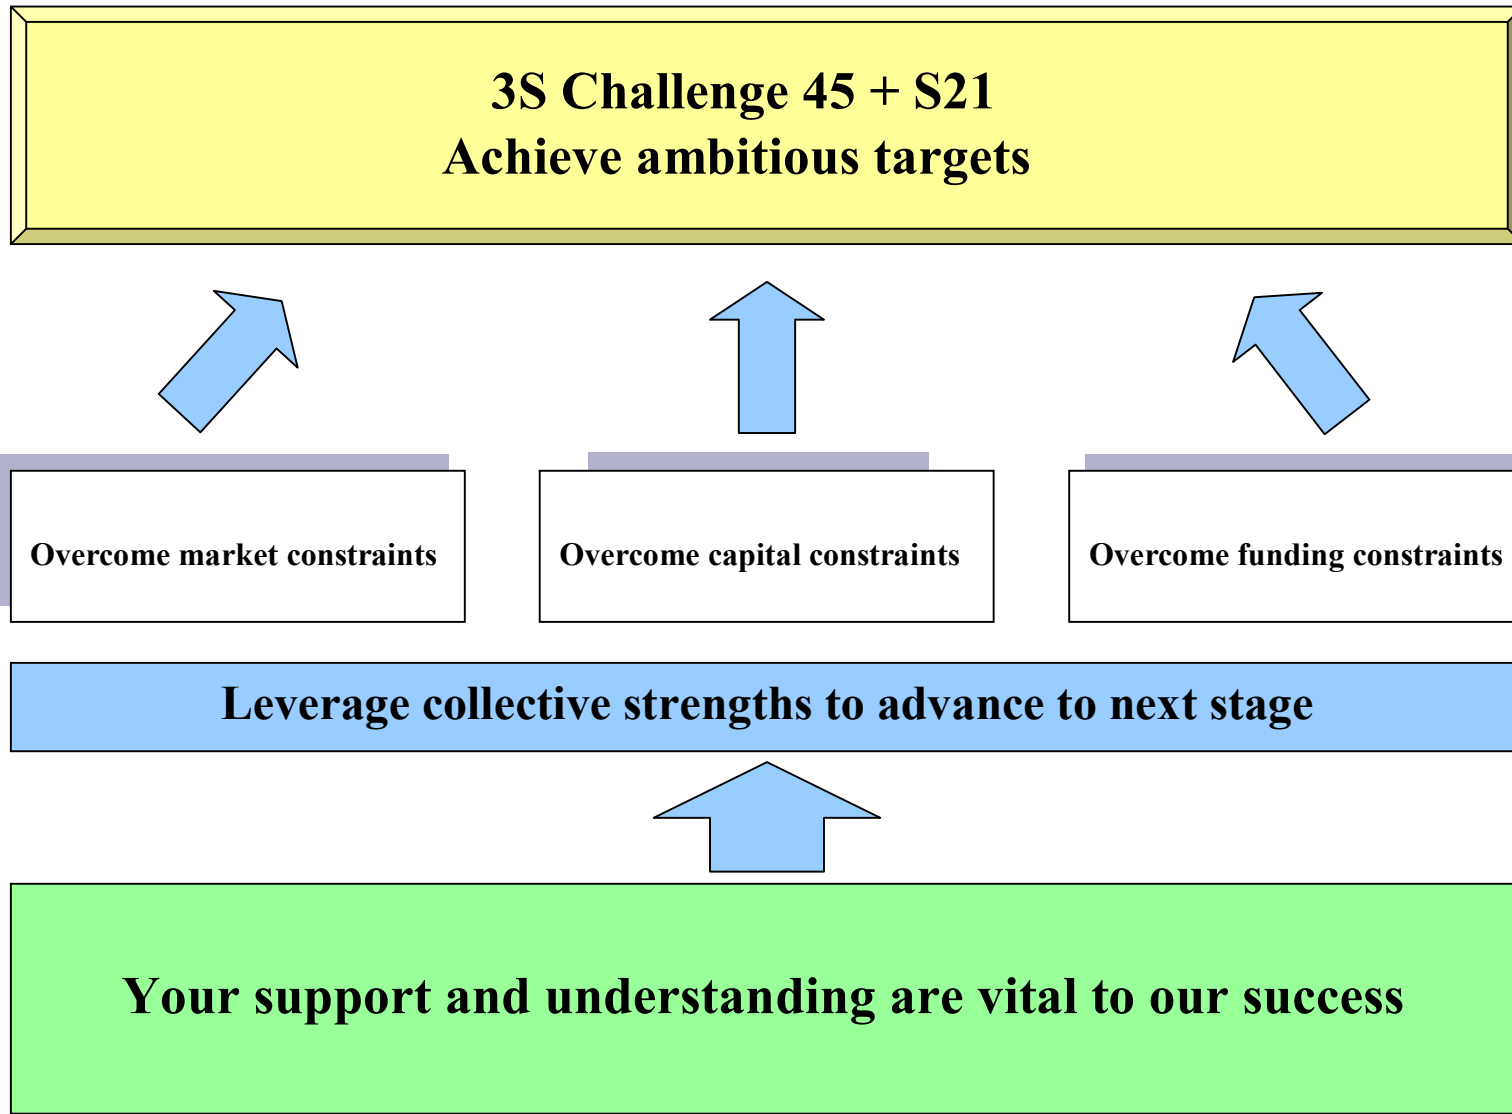 3S Challenge 45 + S21
Achieve ambitious targets
Overcome market constraints
Overcome capital constraints
Overcome funding constraints
Leverage collective strengths to advance to next stage
Your support and understanding are vital to our success